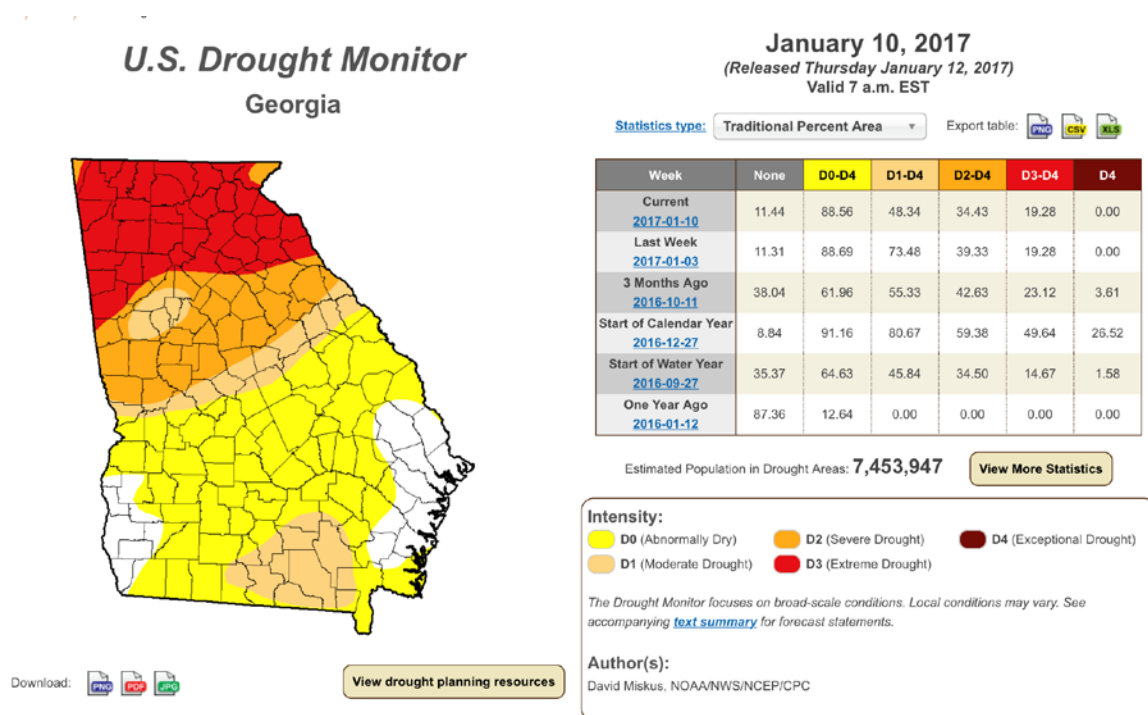 U.S. Drought Monitor
Georgia
January 10, 2017
(Released Thursday January 12, 2017)
Valid 7 a.m. EST
Statistics type: Traditional Percent Area Export table: PNG CSV XLS
Week None D0-D4 D1-D4 D2-D4 D3-D4 D4
Current
2017-01-10 11.44 88.56 48.34 34.43 19.28 0.00
Last Week
2017-01-03 11.31 88.69 73.48 39.33 19.28 0.00
3 Months Ago
2016-10-11 38.04 61.96 55.33 42.63 23.12 3.61
Start of Calendar Year
2016-12-27 8.84 91.16 80.67 59.38 49.64 26.52
Start of Water Year
2016-09-27 35.37 64.63 45.84 34.50 14.67 1.58
One Year Ago
2016-01-12 87.36 12.64 0.00 0.00 0.00 0.00
Estimated Population in Drought Areas: 7,453,947
View More Statistics
Intensity:
D0 (Abnormally Dry) D2 (Severe Drought) D4 (Exceptional Drought)
D1 (Moderate Drought) D3 (Extreme Drought)
The Drought Monitor focuses on broad-scale conditions. Local conditions may vary. See
accompanying text summary for forecast statements.
Author(s):
David Miskus, NOAA/NWS/NCEP/CPC
Download: PNG PDF JPG
View drought planning resources